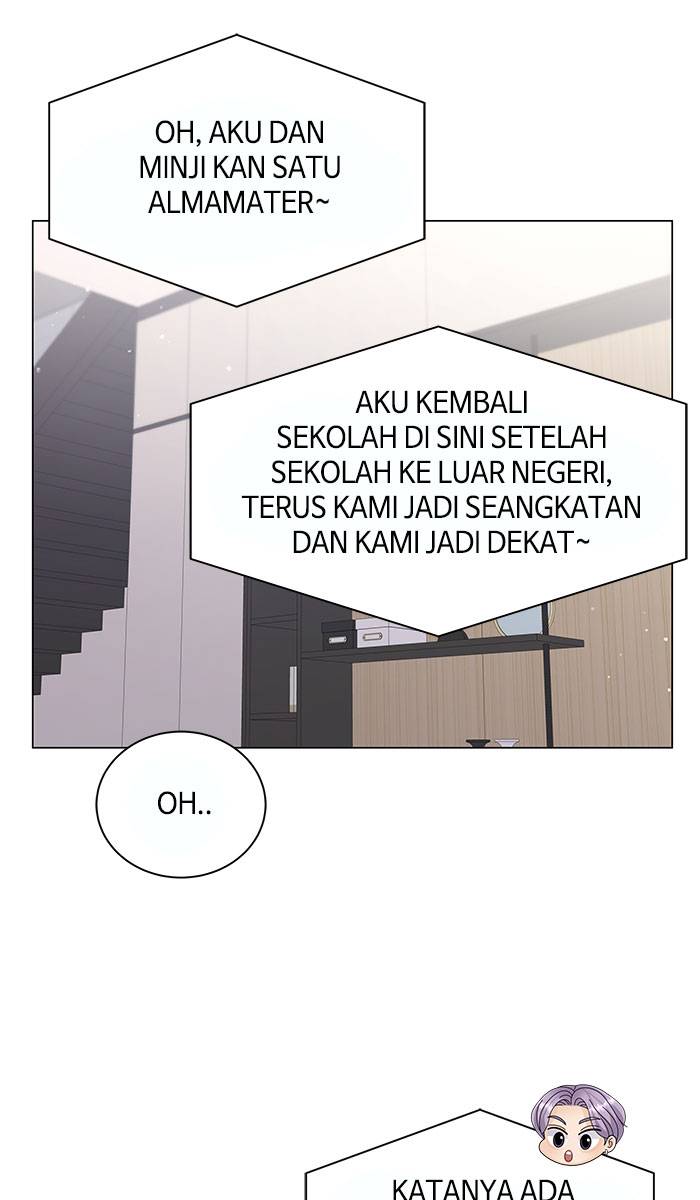 OH, AKU DAN
MINJI KAN SATU
ALMAMATER~
AKU KEMBALI
SEKOLAH DI SINI SETELAH
SEKOLAH KE LUAR NEGERI,
TERUS KAMI JADI SEANGKATAN
DAN KAMI JADI DEKAT~
OH..
KATANYA ADA